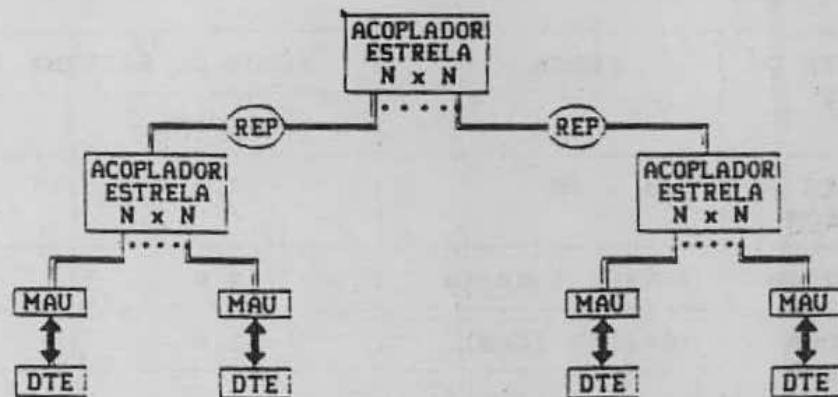 ACOPLADOR
ESTRELA
N x N
REP
REP
ACOPLADOR
ESTRELA
N x N
ACOPLADOR
ESTRELA
N x N
MAU
MAU
MAU
MAU
DTE
DTE
DTE
DTE